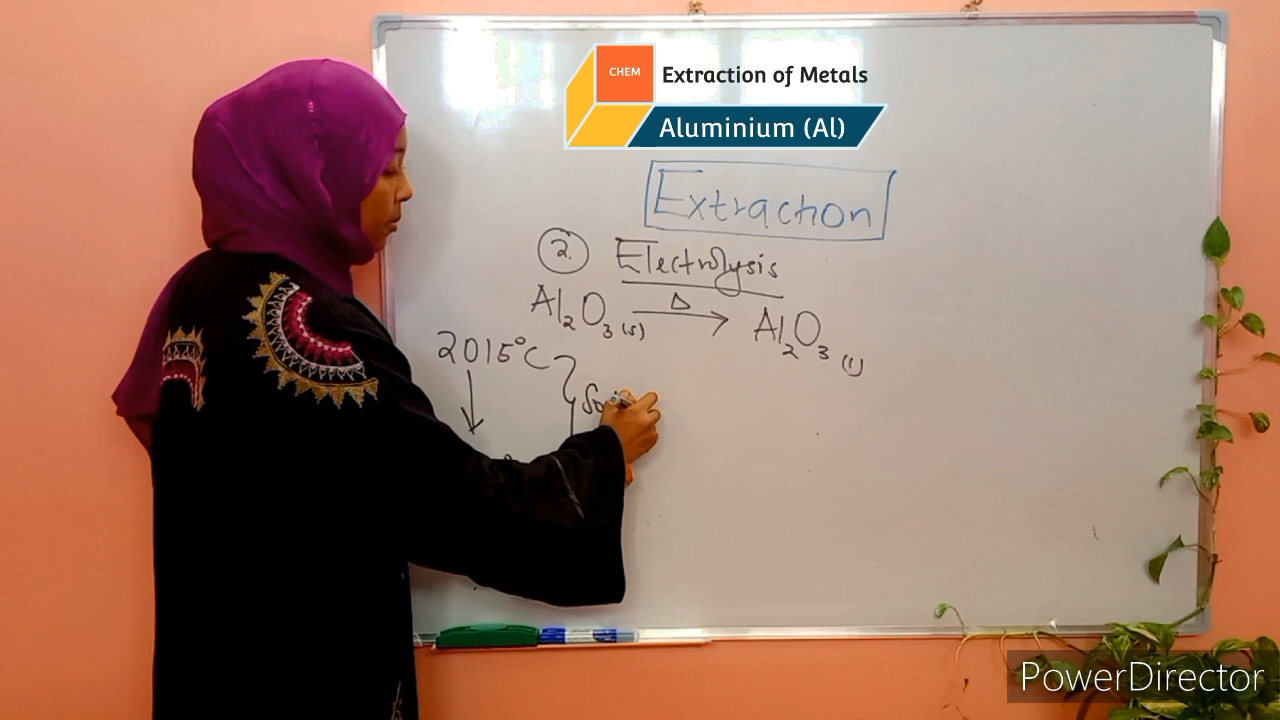 CHEM
Extraction of Metals
Aluminium (Al)
Extraction
2. Electrolysis
Al₂O₃(s) —Δ→ Al₂O₃(l)
2015°C
PowerDirector